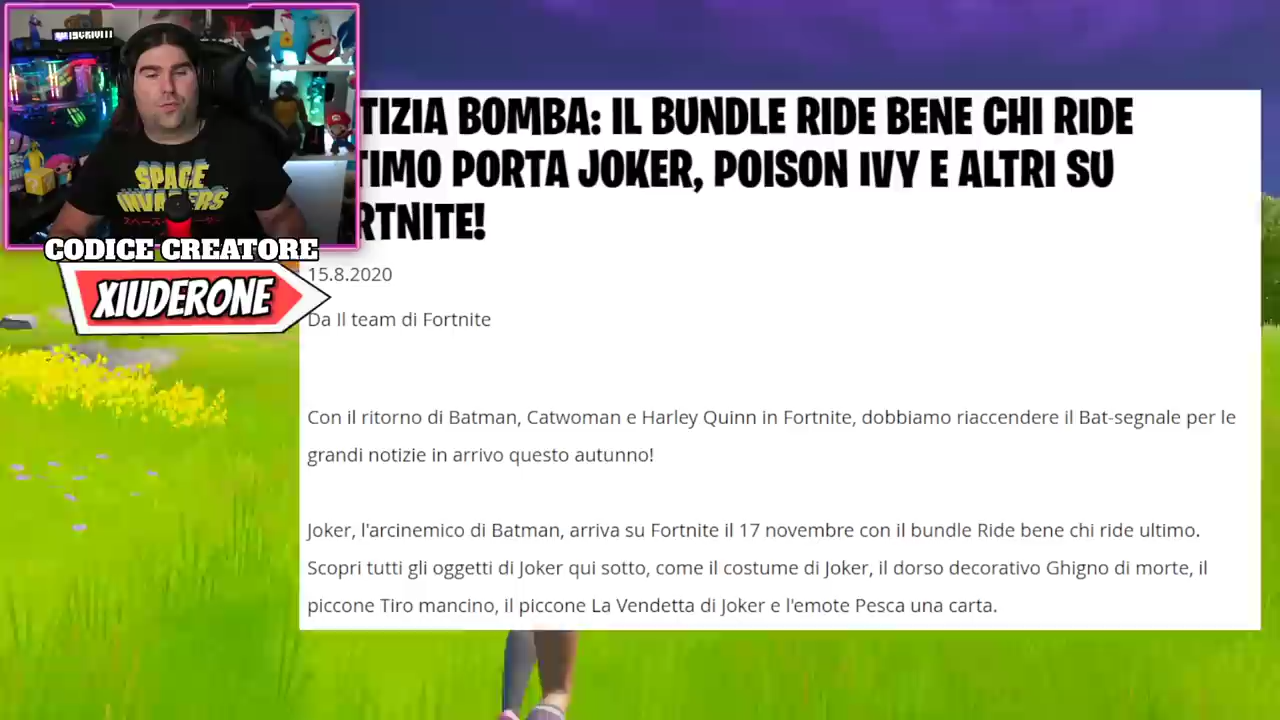 ISCRIVITI
TIZIA BOMBA: IL BUNDLE RIDE BENE CHI RIDE
TIMO PORTA JOKER, POISON IVY E ALTRI SU
RTNITE!
SPACE
INVADERS
CODICE CREATORE
XIUDERONE
15.8.2020
Da Il team di Fortnite
Con il ritorno di Batman, Catwoman e Harley Quinn in Fortnite, dobbiamo riaccendere il Bat-segnale per le
grandi notizie in arrivo questo autunno!
Joker, l'arcinemico di Batman, arriva su Fortnite il 17 novembre con il bundle Ride bene chi ride ultimo.
Scopri tutti gli oggetti di Joker qui sotto, come il costume di Joker, il dorso decorativo Ghigno di morte, il
piccone Tiro mancino, il piccone La Vendetta di Joker e l'emote Pesca una carta.